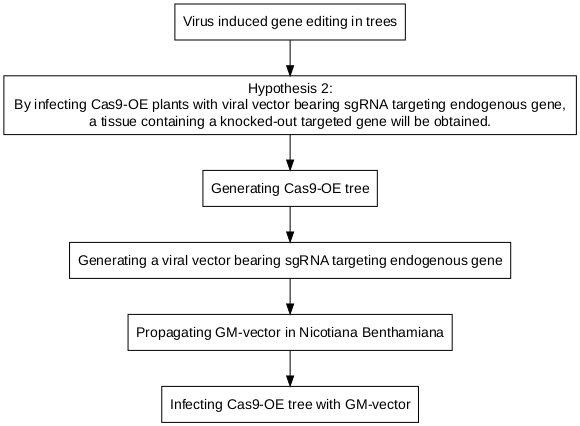 Virus induced gene editing in trees
Hypothesis 2:
By infecting Cas9-OE plants with viral vector bearing sgRNA targeting endogenous gene,
a tissue containing a knocked-out targeted gene will be obtained.
Generating Cas9-OE tree
Generating a viral vector bearing sgRNA targeting endogenous gene
Propagating GM-vector in Nicotiana Benthamiana
Infecting Cas9-OE tree with GM-vector